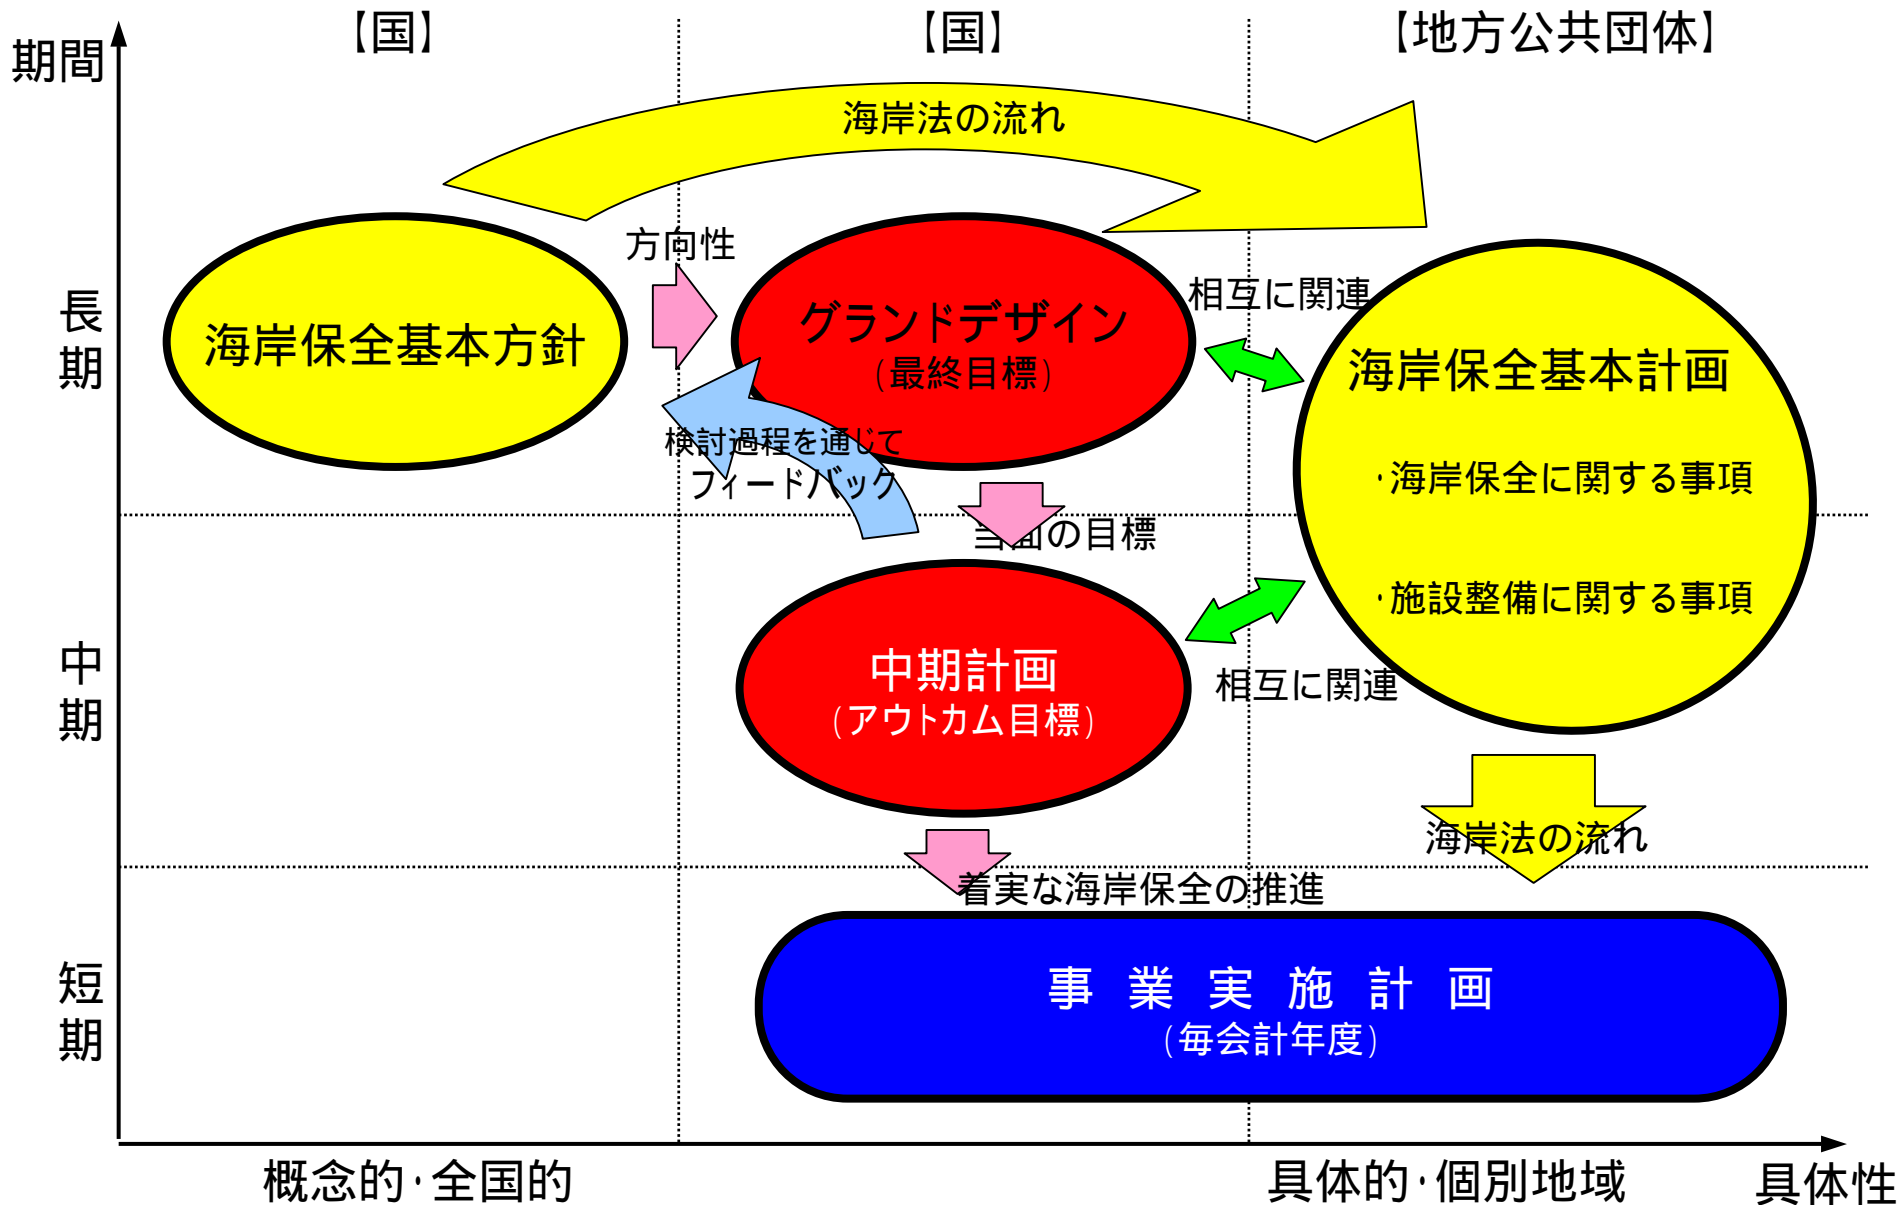 【国】
【国】
【地方公共団体】
期間
海岸法の流れ
方向性
相互に関連
長期
海岸保全基本方針
グランドデザイン
(最終目標)
海岸保全基本計画
検討過程を通じて
フィードバック
・海岸保全に関する事項
当面の目標
・施設整備に関する事項
中期
中期計画
(アウトカム目標)
相互に関連
海岸法の流れ
着実な海岸保全の推進
短期
事業実施計画
(毎会計年度)
概念的・全国的
具体的・個別地域
具体性